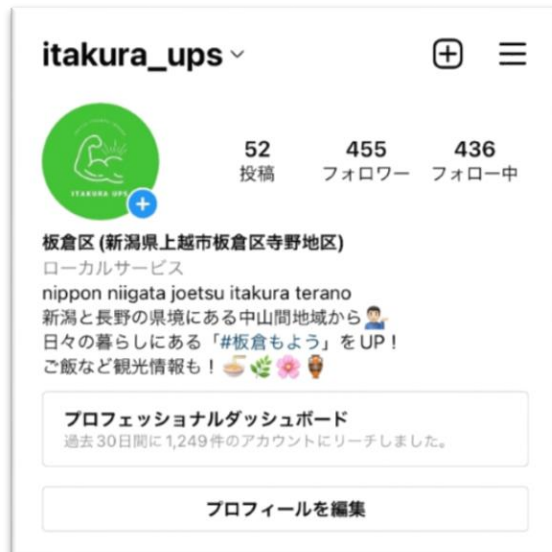 itakura_ups
ITAKURA UPS
52 455 436
投稿 フォロワー フォロー中
板倉区 (新潟県上越市板倉区寺野地区)
ローカルサービス
nippon niigata joetsu itakura terano
新潟と長野の県境にある中山間地域から💁🏻‍♂️
日々の暮らしにある「#板倉もよう」をUP！
ご飯など観光情報も！🍜🌿🌸🏺
プロフェッショナルダッシュボード
過去30日間に1,249件のアカウントにリーチしました。
プロフィールを編集